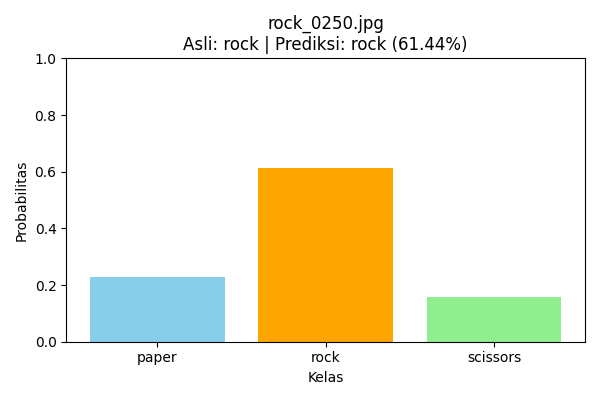 rock_0250.jpg
Asli: rock | Prediksi: rock (61.44%)
1.0
0.8
0.6
0.4
0.2
0.0
Probabilitas
paper
rock
scissors
Kelas